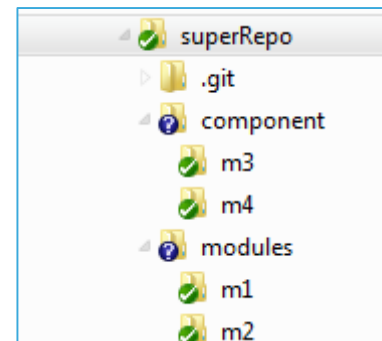 superRepo
.git
component
m3
m4
modules
m1
m2